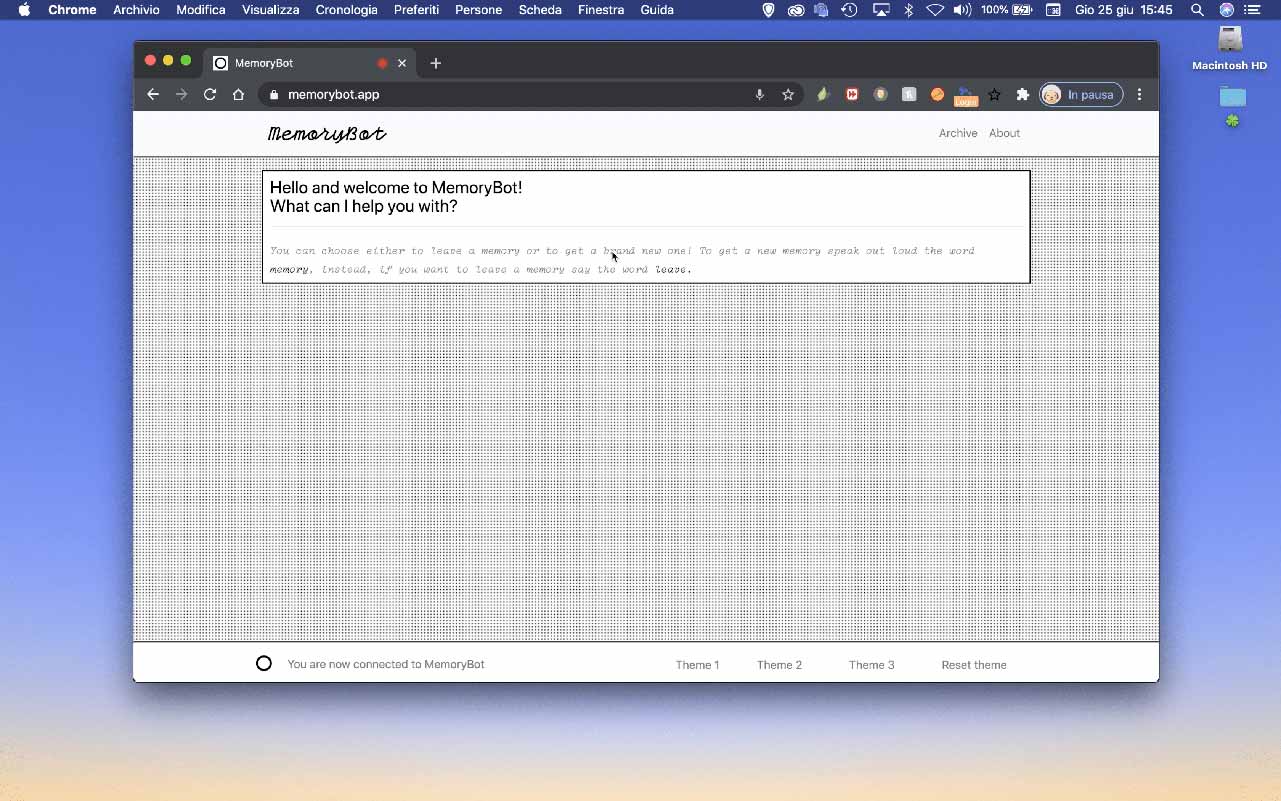 Chrome Archivio Modifica Visualizza Cronologia Preferiti Persone Scheda Finestra Guida 100% Gio 25 giu 15:45
Macintosh HD
MemoryBot
memorybot.app Login In pausa
MemoryBot Archive About
Hello and welcome to MemoryBot!
What can I help you with?
You can choose either to leave a memory or to get a brand new one! To get a new memory speak out loud the word
memory, instead, if you want to leave a memory say the word leave.
You are now connected to MemoryBot Theme 1 Theme 2 Theme 3 Reset theme